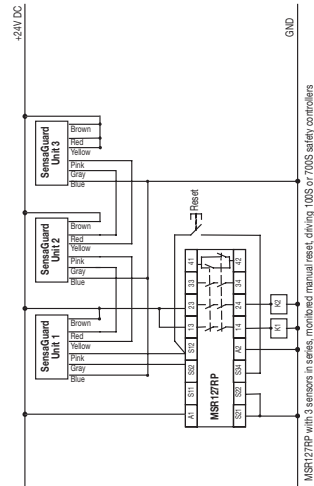 +24V DC
GND
SensaGuard
Unit 1
Brown
Red
Yellow
Pink
Gray
Blue
SensaGuard
Unit 2
Brown
Red
Yellow
Pink
Gray
Blue
SensaGuard
Unit 3
Brown
Red
Yellow
Pink
Gray
Blue
Reset
A1
S11
S52
S12
13
23
33
41
MSR127RP
S21
S22
S34
A2
14
24
34
42
K1
K2
MSR127RP with 3 sensors in series, monitored manual reset, driving 100S or 700S safety controllers